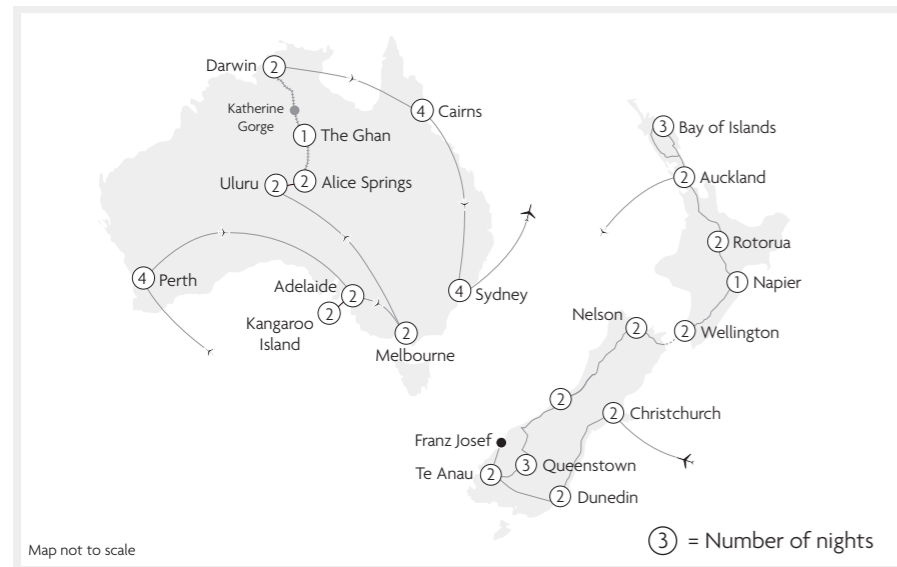 Darwin 2
4 Cairns
Katherine
Gorge
1 The Ghan
Uluru 2
2 Alice Springs
4 Perth
Adelaide 2
Kangaroo
Island
2
2
Melbourne
4 Sydney
3 Bay of Islands
2 Auckland
2 Rotorua
1 Napier
Nelson
2
2 Wellington
2
2 Christchurch
Franz Josef
3 Queenstown
Te Anau 2
2 Dunedin
Map not to scale
3 = Number of nights